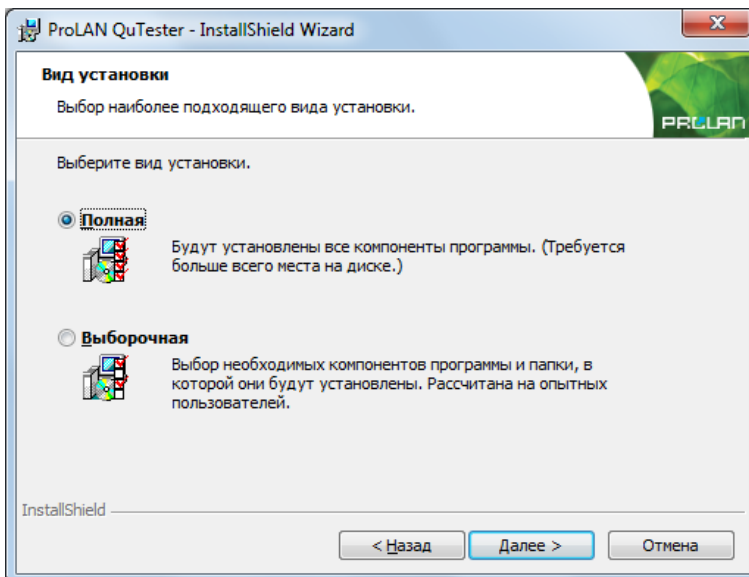 ProLAN QuTester - InstallShield Wizard
Вид установки
Выбор наиболее подходящего вида установки.
PROLAN
Выберите вид установки.
Полная
Будут установлены все компоненты программы. (Требуется
больше всего места на диске.)
Выборочная
Выбор необходимых компонентов программы и папки, в
которой они будут установлены. Рассчитана на опытных
пользователей.
InstallShield
< Назад
Далее >
Отмена